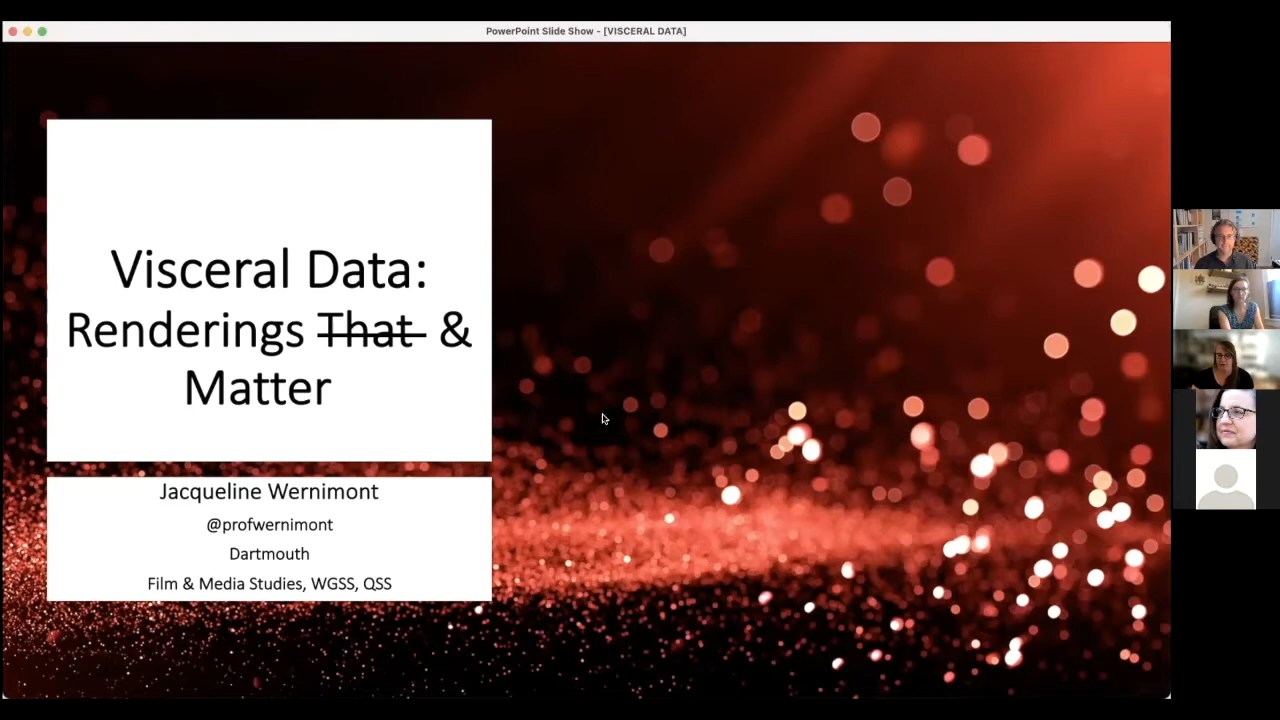 PowerPoint Slide Show - [VISCERAL DATA]
Visceral Data:
Renderings That &
Matter
Jacqueline Wernimont
@profwernimont
Dartmouth
Film & Media Studies, WGSS, QSS